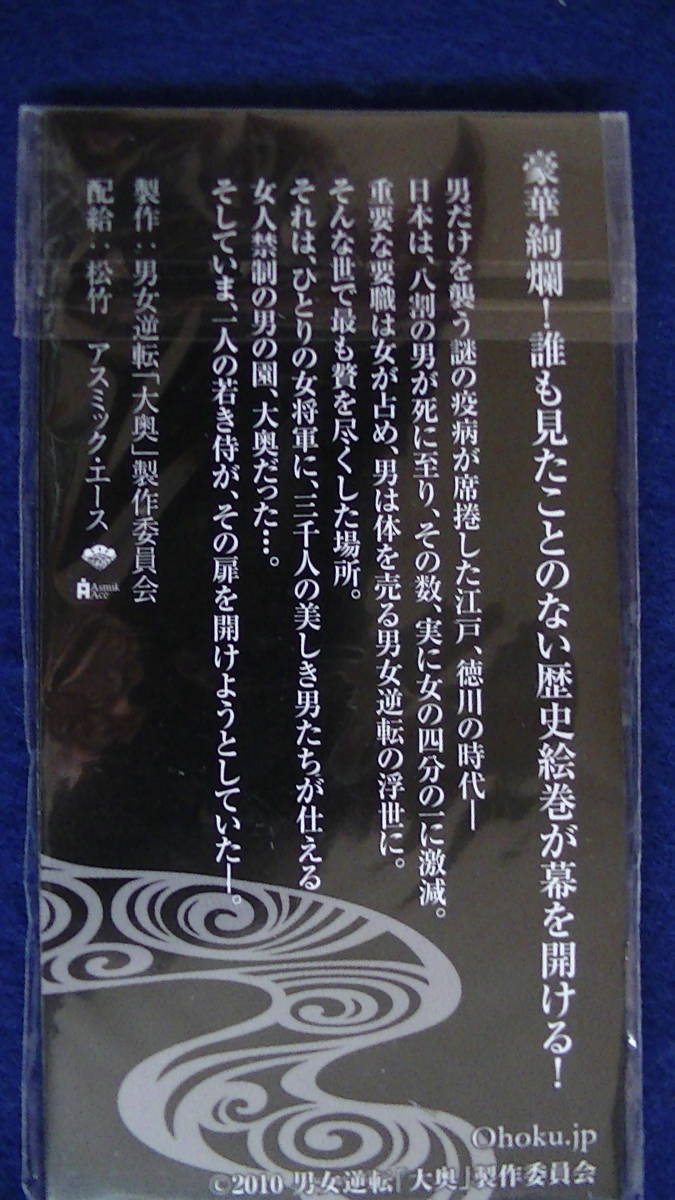 豪華絢爛！誰も見たことのない歴史絵巻が幕を開ける！
男だけを襲う謎の疫病が席捲した江戸、徳川の時代―
日本は、八割の男が死に至り、その数、実に女の四分の一に激減。
重要な要職は女が占め、男は体を売る男女逆転の浮世に。
そんな世で最も贅を尽くした場所。
それは、ひとりの女将軍に、三千人の美しき男たちが仕える
女人禁制の男の園、大奥だった…。
そしていま、一人の若き侍が、その扉を開けようとしていた―。
製作：男女逆転「大奥」製作委員会
配給：松竹　アスミック・エース
Asmik
Ace
Ohoku.jp
©2010 男女逆転「大奥」製作委員会